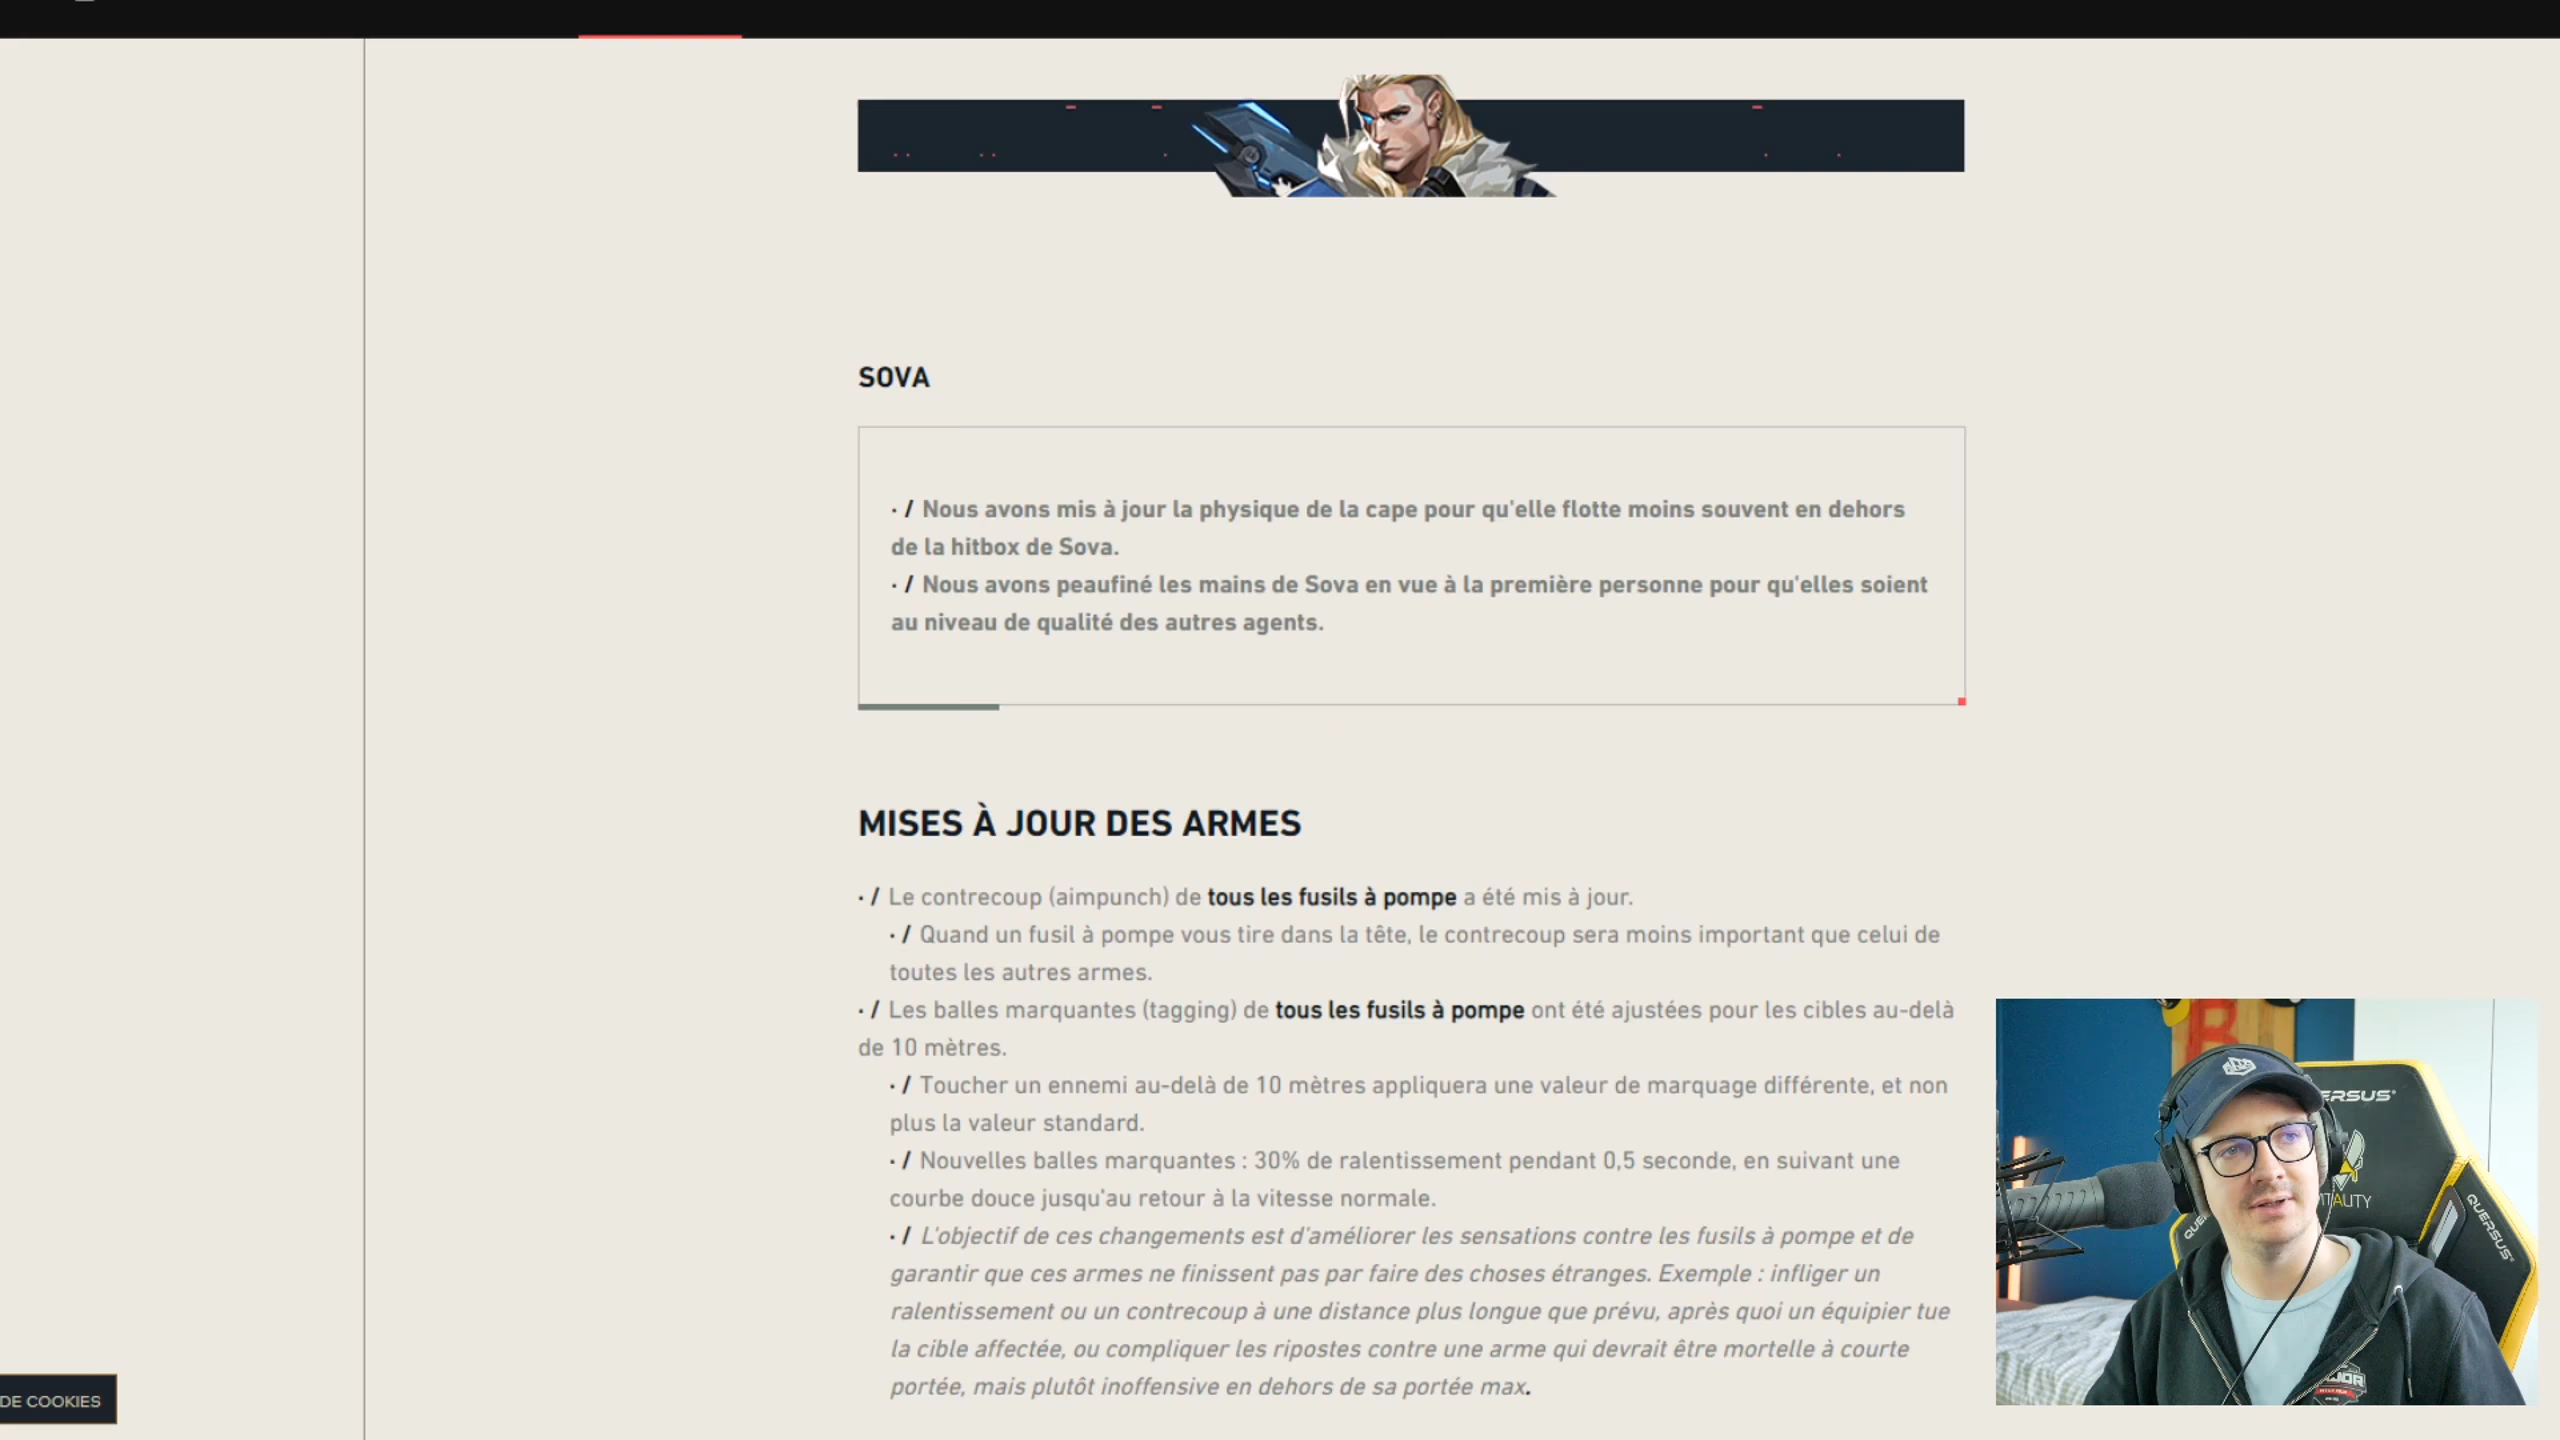 SOVA
· / Nous avons mis à jour la physique de la cape pour qu'elle flotte moins souvent en dehors
de la hitbox de Sova.
· / Nous avons peaufiné les mains de Sova en vue à la première personne pour qu'elles soient
au niveau de qualité des autres agents.
MISES À JOUR DES ARMES
· / Le contrecoup (aimpunch) de tous les fusils à pompe a été mis à jour.
· / Quand un fusil à pompe vous tire dans la tête, le contrecoup sera moins important que celui de
toutes les autres armes.
· / Les balles marquantes (tagging) de tous les fusils à pompe ont été ajustées pour les cibles au-delà
de 10 mètres.
· / Toucher un ennemi au-delà de 10 mètres appliquera une valeur de marquage différente, et non
plus la valeur standard.
· / Nouvelles balles marquantes : 30% de ralentissement pendant 0,5 seconde, en suivant une
courbe douce jusqu'au retour à la vitesse normale.
· / L'objectif de ces changements est d'améliorer les sensations contre les fusils à pompe et de
garantir que ces armes ne finissent pas par faire des choses étranges. Exemple : infliger un
ralentissement ou un contrecoup à une distance plus longue que prévu, après quoi un équipier tue
la cible affectée, ou compliquer les ripostes contre une arme qui devrait être mortelle à courte
portée, mais plutôt inoffensive en dehors de sa portée max.
DE COOKIES
ERSUS
ITALITY
QUERSUS
QUE